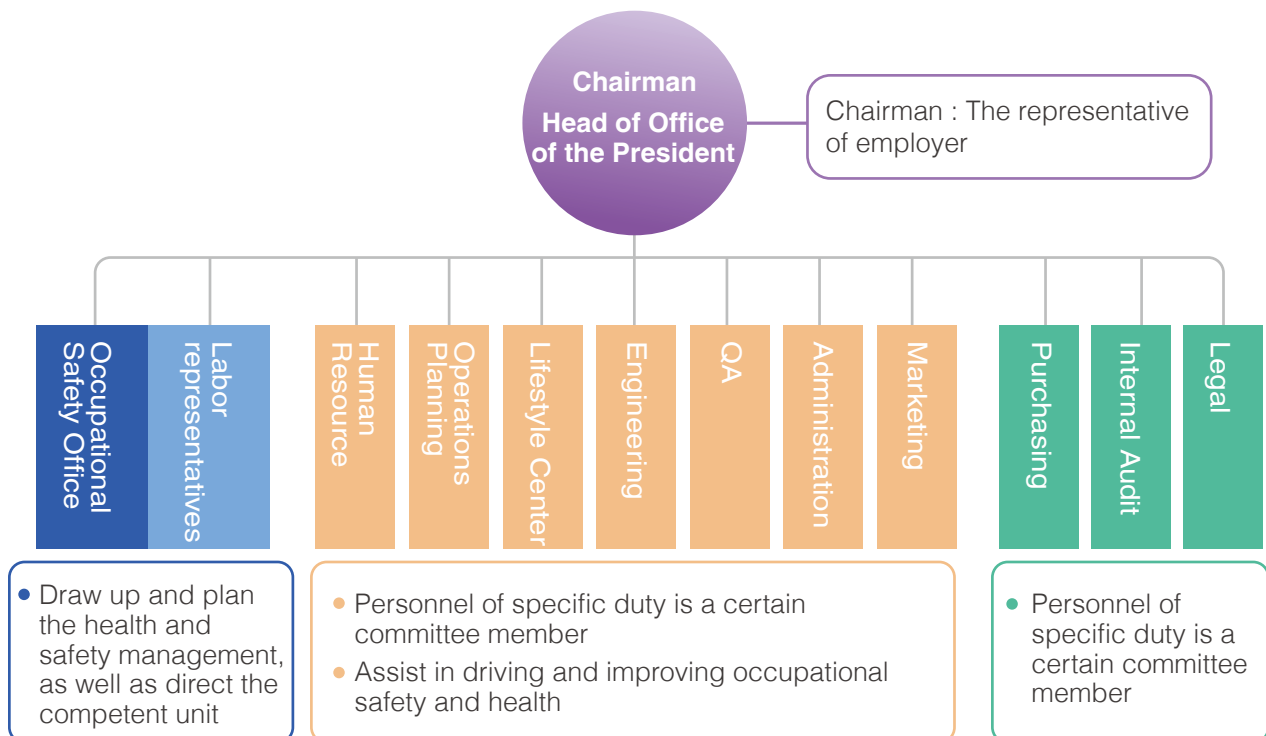 Chairman
Head of Office
of the President
Chairman : The representative
of employer
Occupational
Safety Office
Labor
representatives
Human
Resource
Operations
Planning
Lifestyle Center
Engineering
QA
Administration
Marketing
Purchasing
Internal Audit
Legal
Draw up and plan
the health and
safety management,
as well as direct the
competent unit
Personnel of specific duty is a certain
committee member
Assist in driving and improving occupational
safety and health
Personnel of
specific duty is a
certain committee
member